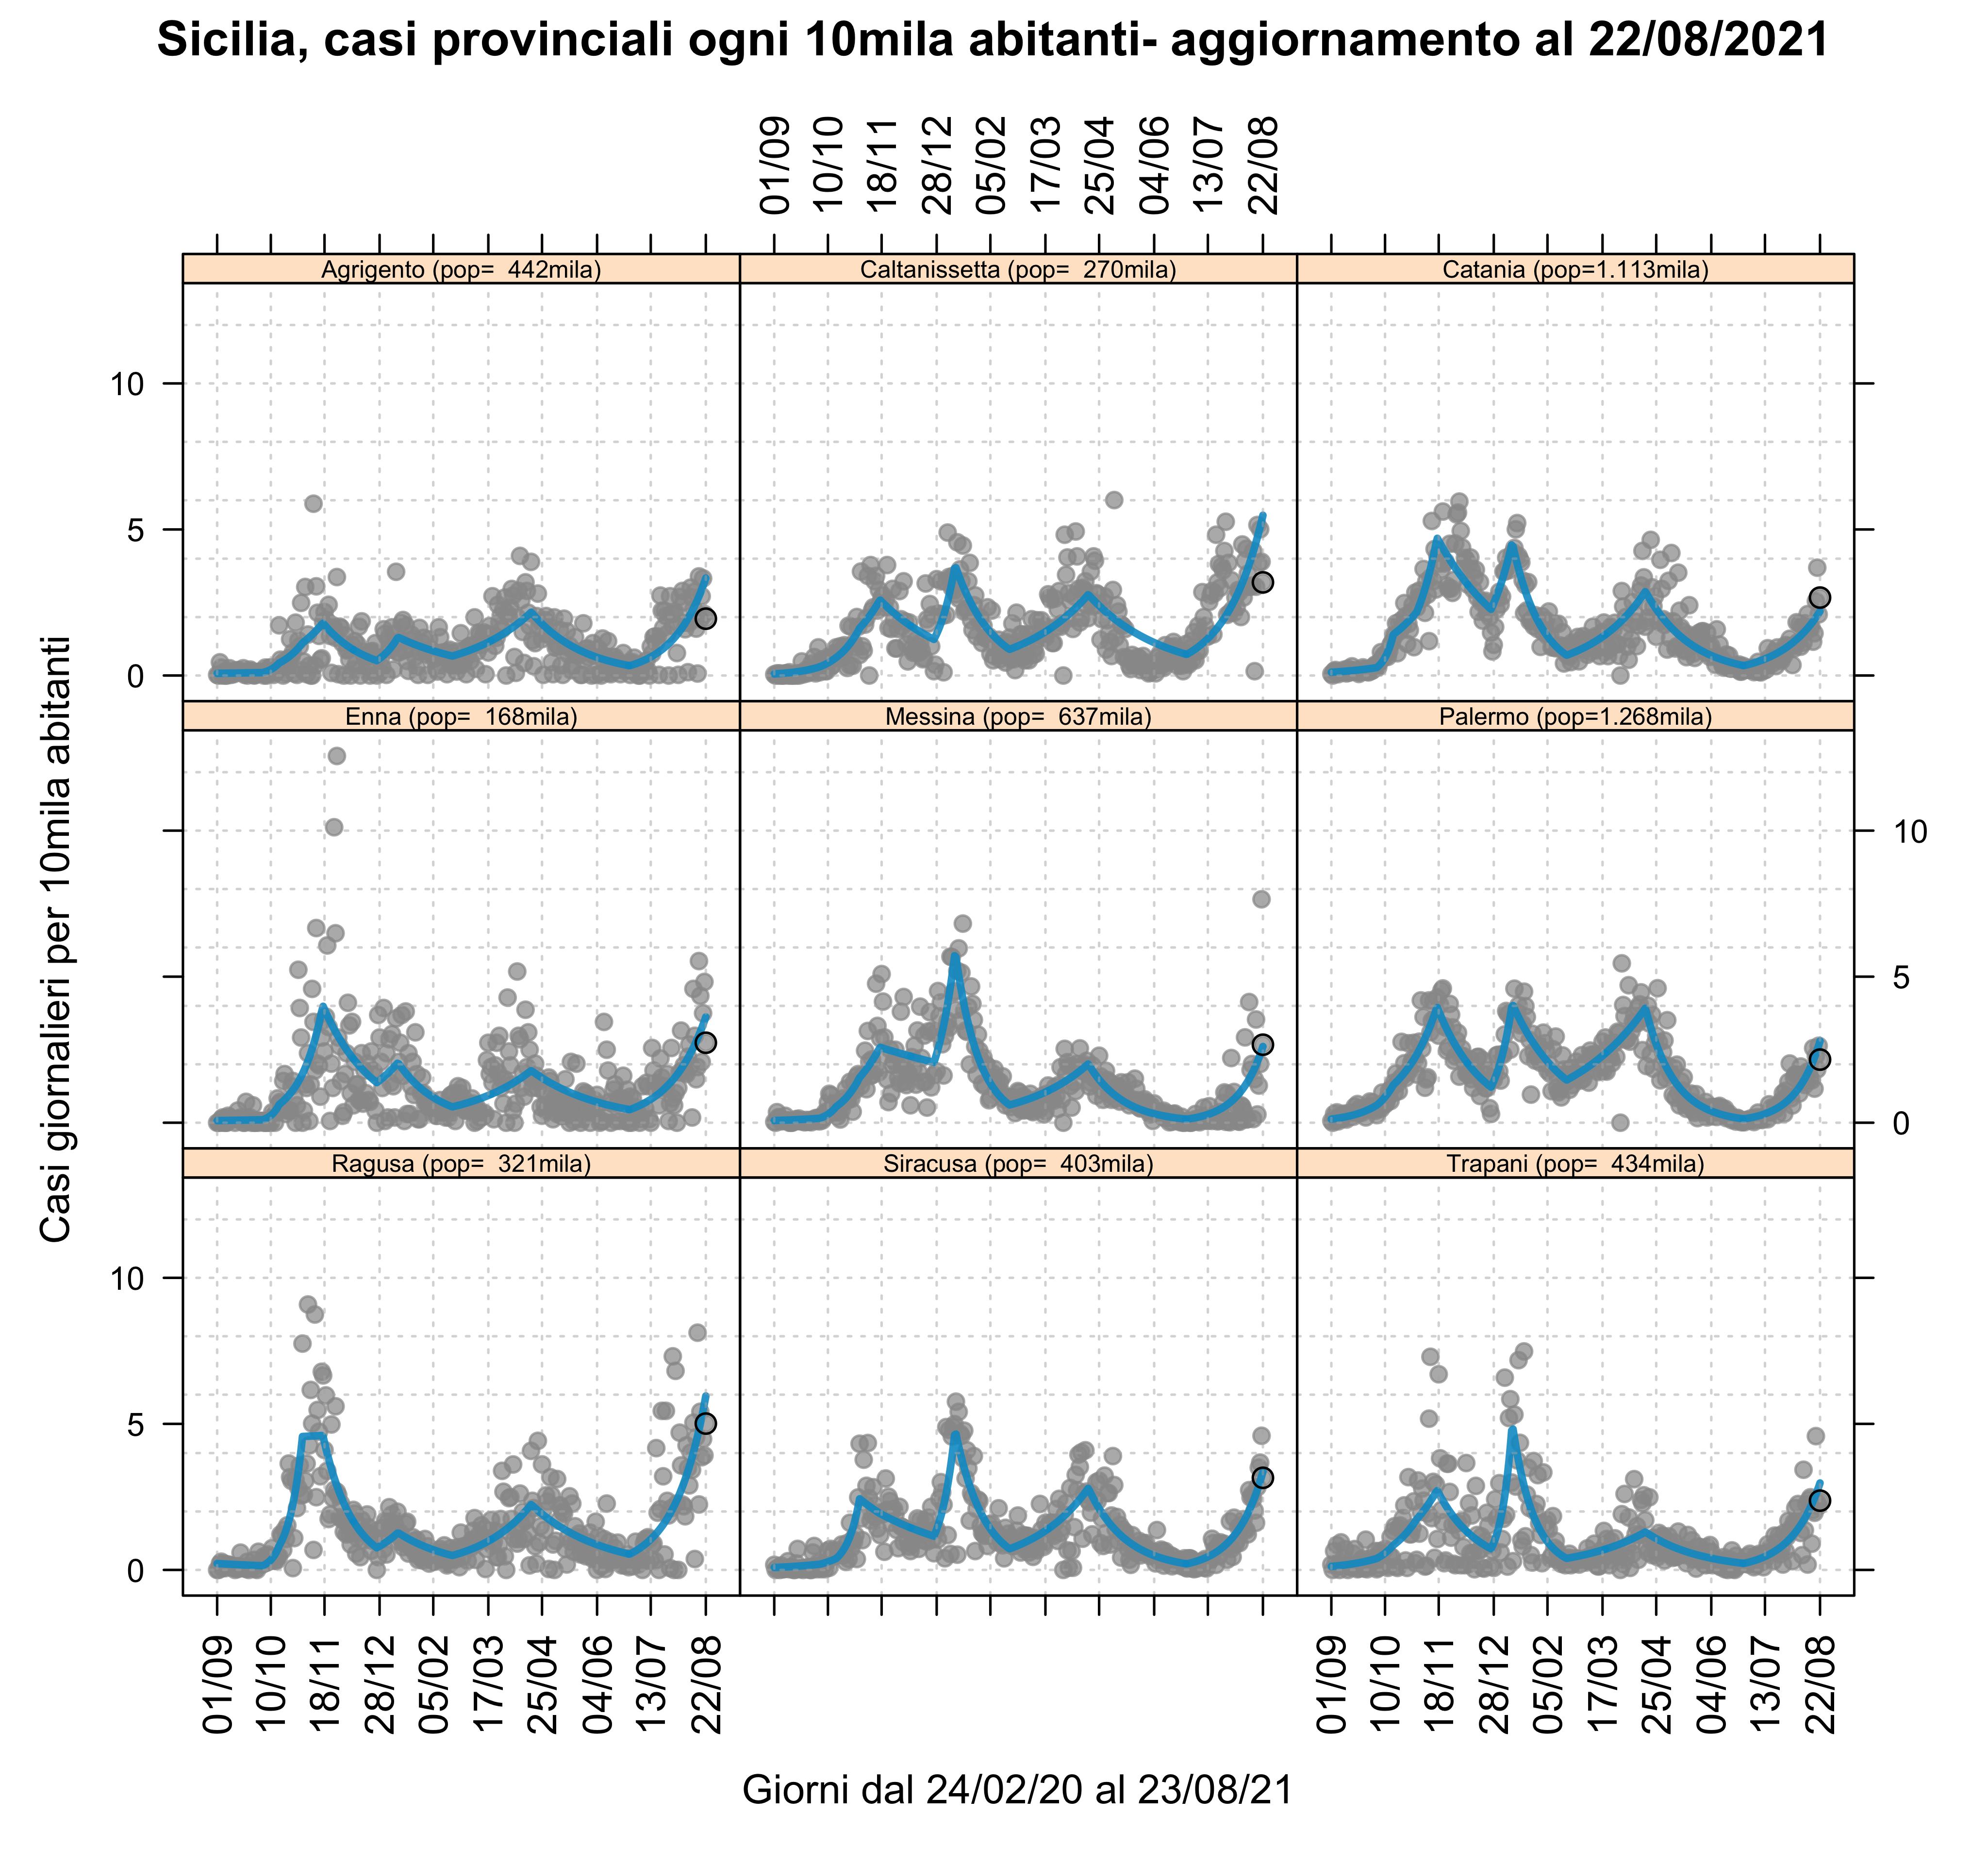 Sicilia, casi provinciali ogni 10mila abitanti- aggiornamento al 22/08/2021
01/09 10/10 18/11 28/12 05/02 17/03 25/04 04/06 13/07 22/08
Agrigento (pop= 442mila) Caltanissetta (pop= 270mila) Catania (pop=1.113mila)
10
5
0
Enna (pop= 168mila) Messina (pop= 637mila) Palermo (pop=1.268mila)
10
5
0
Ragusa (pop= 321mila) Siracusa (pop= 403mila) Trapani (pop= 434mila)
10
5
0
Casi giornalieri per 10mila abitanti
01/09 10/10 18/11 28/12 05/02 17/03 25/04 04/06 13/07 22/08 01/09 10/10 18/11 28/12 05/02 17/03 25/04 04/06 13/07 22/08
Giorni dal 24/02/20 al 23/08/21